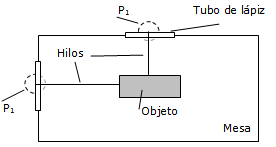 P₁
Tubo de lápiz
Hilos
P₁
Objeto
Mesa